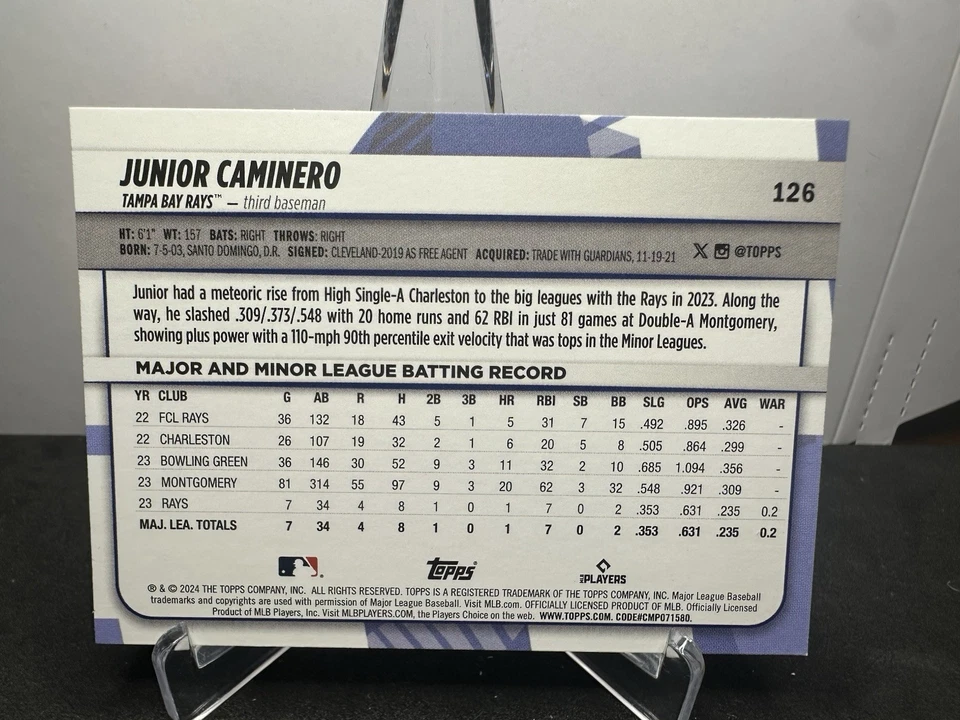 JUNIOR CAMINERO
126
TAMPA BAY RAYS™ — third baseman
HT: 6'1" WT: 157 BATS: RIGHT THROWS: RIGHT
BORN: 7-5-03, SANTO DOMINGO, D.R. SIGNED: CLEVELAND-2019 AS FREE AGENT ACQUIRED: TRADE WITH GUARDIANS, 11-19-21
X @TOPPS
Junior had a meteoric rise from High Single-A Charleston to the big leagues with the Rays in 2023. Along the
way, he slashed .309/.373/.548 with 20 home runs and 62 RBI in just 81 games at Double-A Montgomery,
showing plus power with a 110-mph 90th percentile exit velocity that was tops in the Minor Leagues.
MAJOR AND MINOR LEAGUE BATTING RECORD
YR CLUB G AB R H 2B 3B HR RBI SB BB SLG OPS AVG WAR
22 FCL RAYS 36 132 18 43 5 1 5 31 7 15 .492 .895 .326 -
22 CHARLESTON 26 107 19 32 2 1 6 20 5 8 .505 .864 .299 -
23 BOWLING GREEN 36 146 30 52 9 3 11 32 2 10 .685 1.094 .356 -
23 MONTGOMERY 81 314 55 97 9 3 20 62 3 32 .548 .921 .309 -
23 RAYS 7 34 4 8 1 0 1 7 0 2 .353 .631 .235 0.2
MAJ. LEA. TOTALS 7 34 4 8 1 0 1 7 0 2 .353 .631 .235 0.2
Topps
MLB PLAYERS
® & © 2024 THE TOPPS COMPANY, INC. ALL RIGHTS RESERVED. TOPPS IS A REGISTERED TRADEMARK OF THE TOPPS COMPANY, INC. Major League Baseball
trademarks and copyrights are used with permission of Major League Baseball. Visit MLB.com. OFFICIALLY LICENSED PRODUCT OF MLB. Officially Licensed
Product of MLB Players, Inc. Visit MLBPLAYERS.COM, the Players Choice on the web. WWW.TOPPS.COM. CODE#CMP071580.